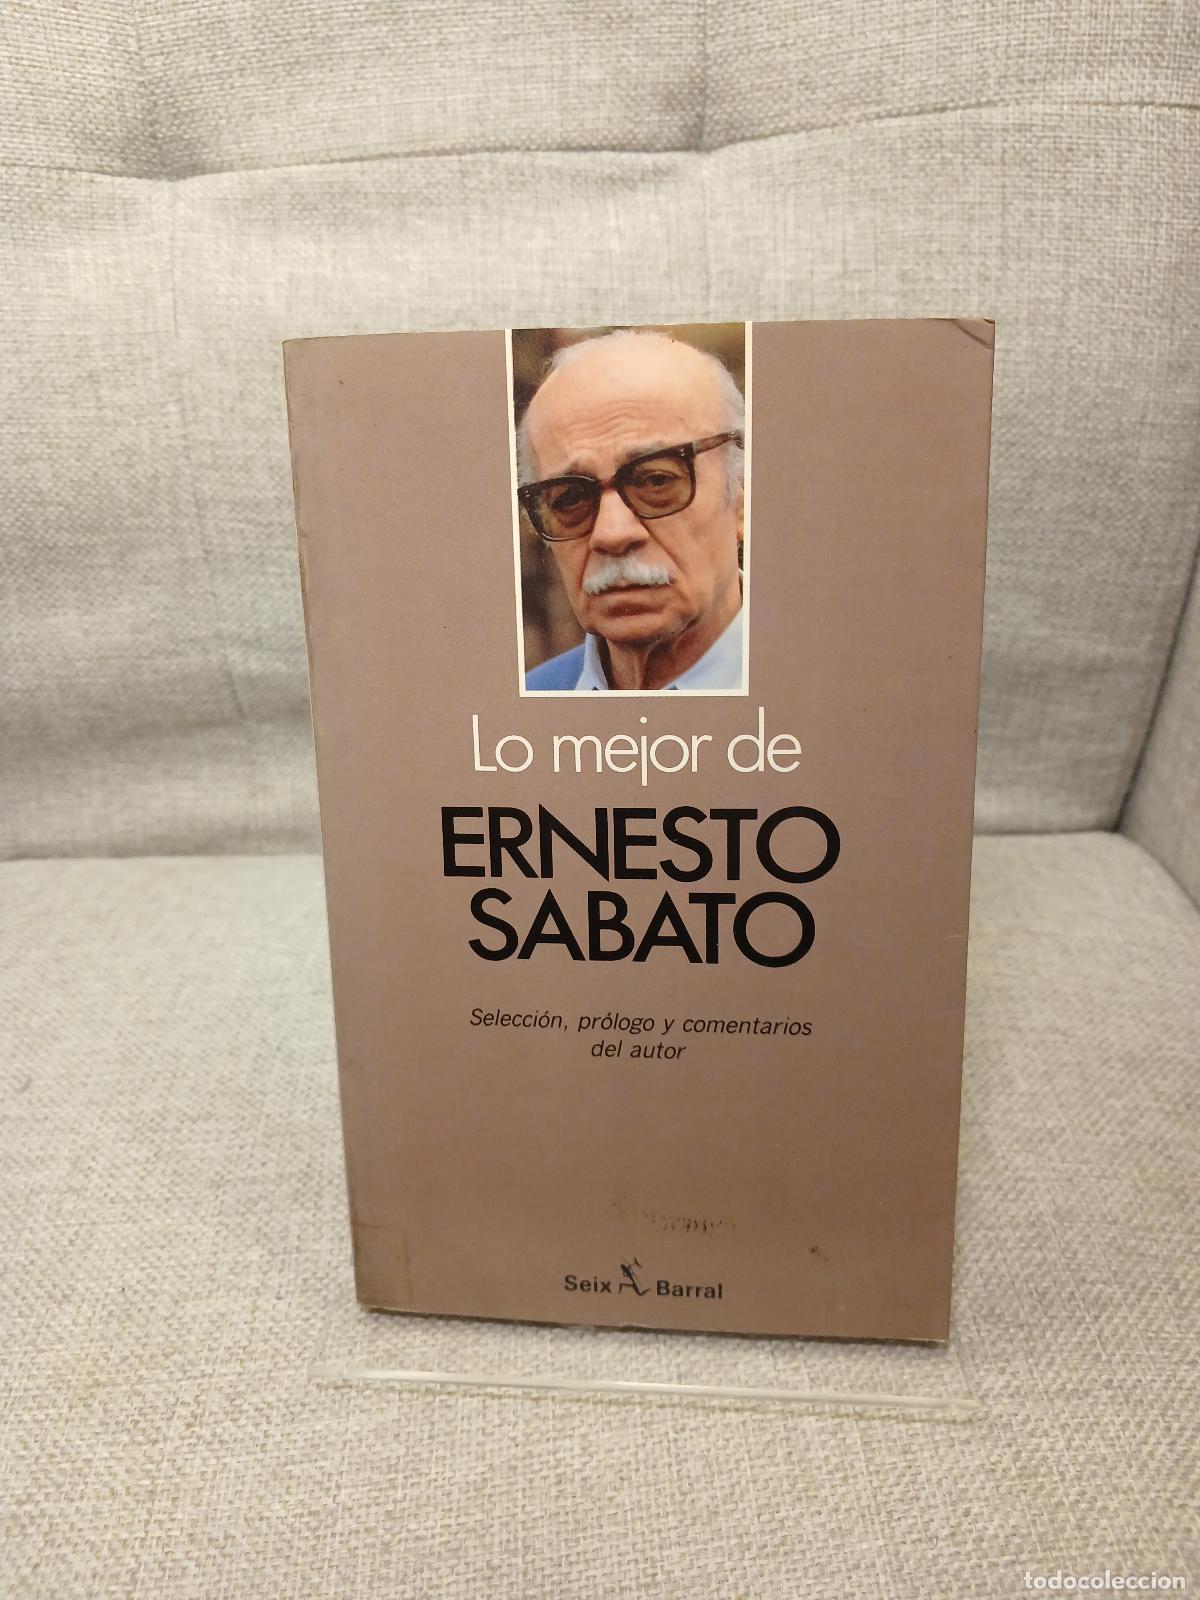 Lo mejor de
ERNESTO
SABATO
Selección, prólogo y comentarios
del autor
Seix Barral
todocoleccion